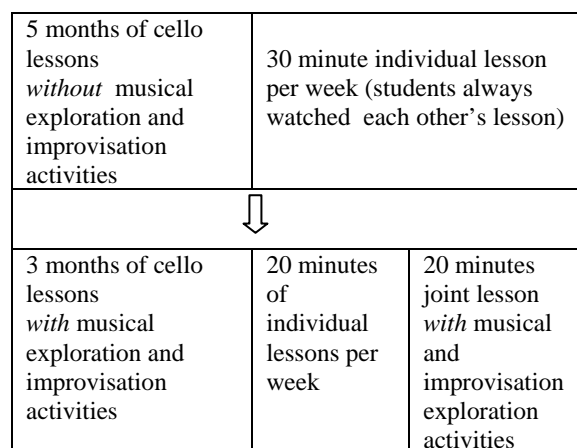 5 months of cello
lessons
without musical
exploration and
improvisation
activities
30 minute individual lesson
per week (students always
watched each other's lesson)
3 months of cello
lessons
with musical
exploration and
improvisation
activities
20 minutes
of
individual
lessons per
week
20 minutes
joint lesson
with musical
and
improvisation
exploration
activities